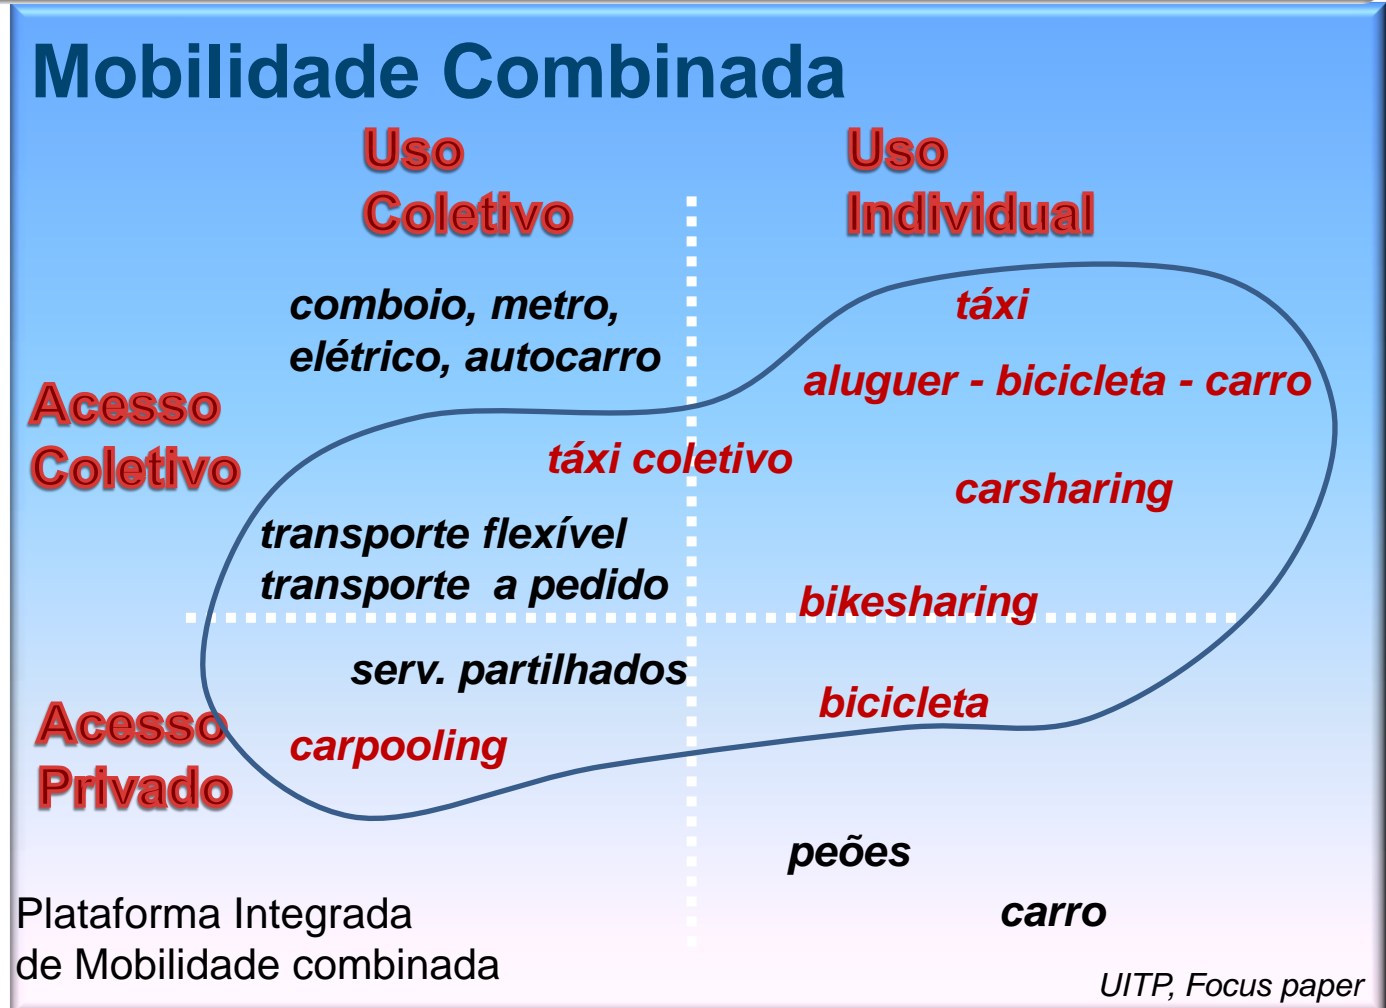 Mobilidade Combinada
Uso
Coletivo
Uso
Individual
comboio, metro,
elétrico, autocarro
táxi
aluguer - bicicleta - carro
Acesso
Coletivo
táxi coletivo
carsharing
transporte flexível
transporte a pedido
bikesharing
serv. partilhados
bicicleta
Acesso
Privado
carpooling
peões
carro
Plataforma Integrada
de Mobilidade combinada
UITP, Focus paper